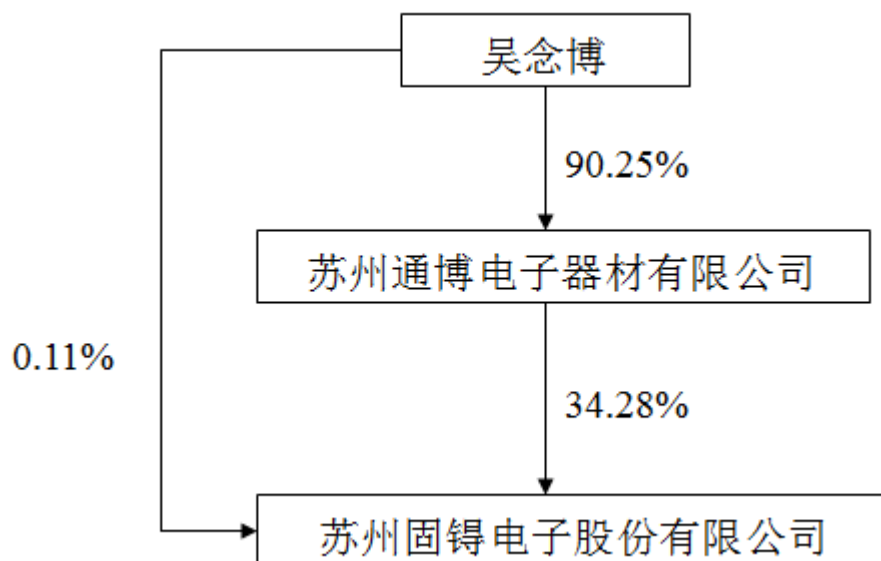 吴念博
90.25%
苏州通博电子器材有限公司
0.11%
34.28%
苏州固锝电子股份有限公司